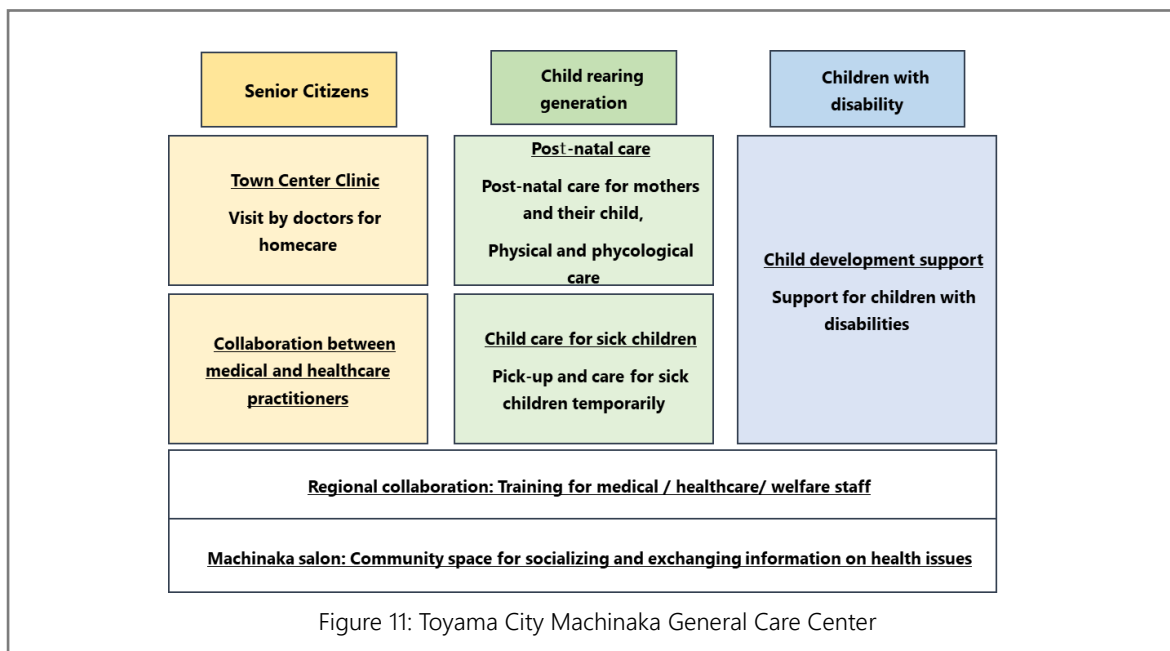 Senior Citizens
Child rearing
generation
Children with
disability
Town Center Clinic
Visit by doctors for
homecare
Collaboration between
medical and healthcare
practitioners
Post-natal care
Post-natal care for mothers
and their child,
Physical and phycological
care
Child care for sick children
Pick-up and care for sick
children temporarily
Child development support
Support for children with
disabilities
Regional collaboration: Training for medical / healthcare/ welfare staff
Machinaka salon: Community space for socializing and exchanging information on health issues
Figure 11: Toyama City Machinaka General Care Center